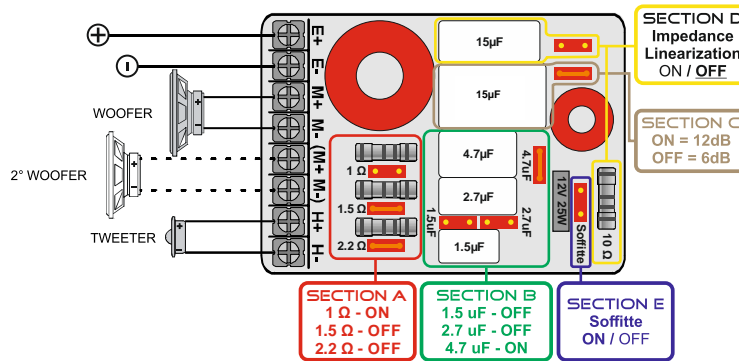 E+
E-
M+
M-
(M+
M-)
H+
H-
WOOFER
2° WOOFER
TWEETER
15µF
15µF
4.7µF
4.7uF
2.7µF
1.5uF
2.7uF
1.5µF
1 Ω
1.5 Ω
2.2 Ω
12V 25W
Soffitte
10 Ω
SECTION D
Impedance
Linearization
ON / OFF
SECTION C
ON = 12dB
OFF = 6dB
SECTION A
1 Ω - ON
1.5 Ω - OFF
2.2 Ω - OFF
SECTION B
1.5 uF - OFF
2.7 uF - OFF
4.7 uF - ON
SECTION E
Soffitte
ON / OFF